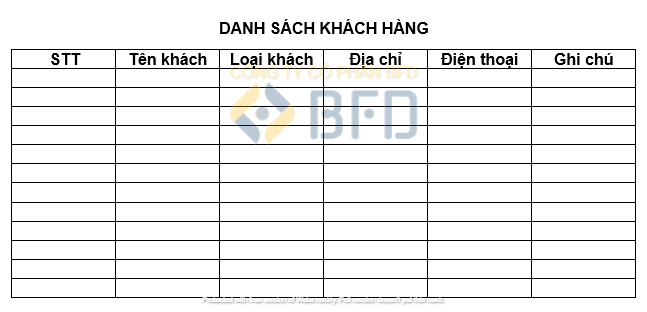 DANH SÁCH KHÁCH HÀNG
STT Tên khách Loại khách Địa chỉ Điện thoại Ghi chú
CÔNG TY CỔ PHẦN BFD
BFD